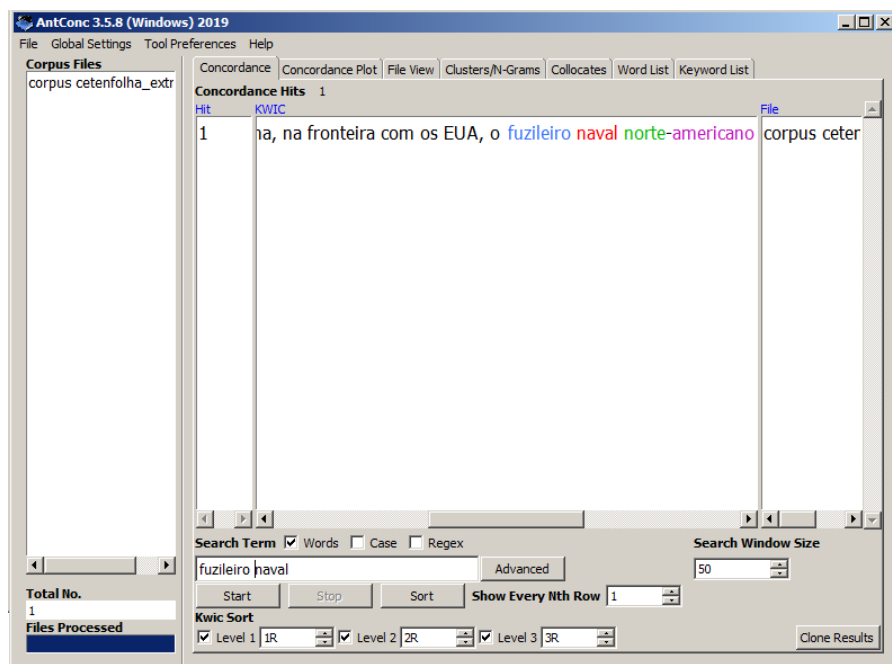 AntConc 3.5.8 (Windows) 2019
File Global Settings Tool Preferences Help
Corpus Files
corpus cetenfolha_extr
Concordance Concordance Plot File View Clusters/N-Grams Collocates Word List Keyword List
Concordance Hits 1
Hit KWIC File
1 na, na fronteira com os EUA, o fuzileiro naval norte-americano corpus ceter
Search Term Words Case Regex Search Window Size
fuzileiro naval Advanced 50
Total No.
1
Files Processed
Start Stop Sort Show Every Nth Row 1
Kwic Sort
Level 1 1R Level 2 2R Level 3 3R Clone Results